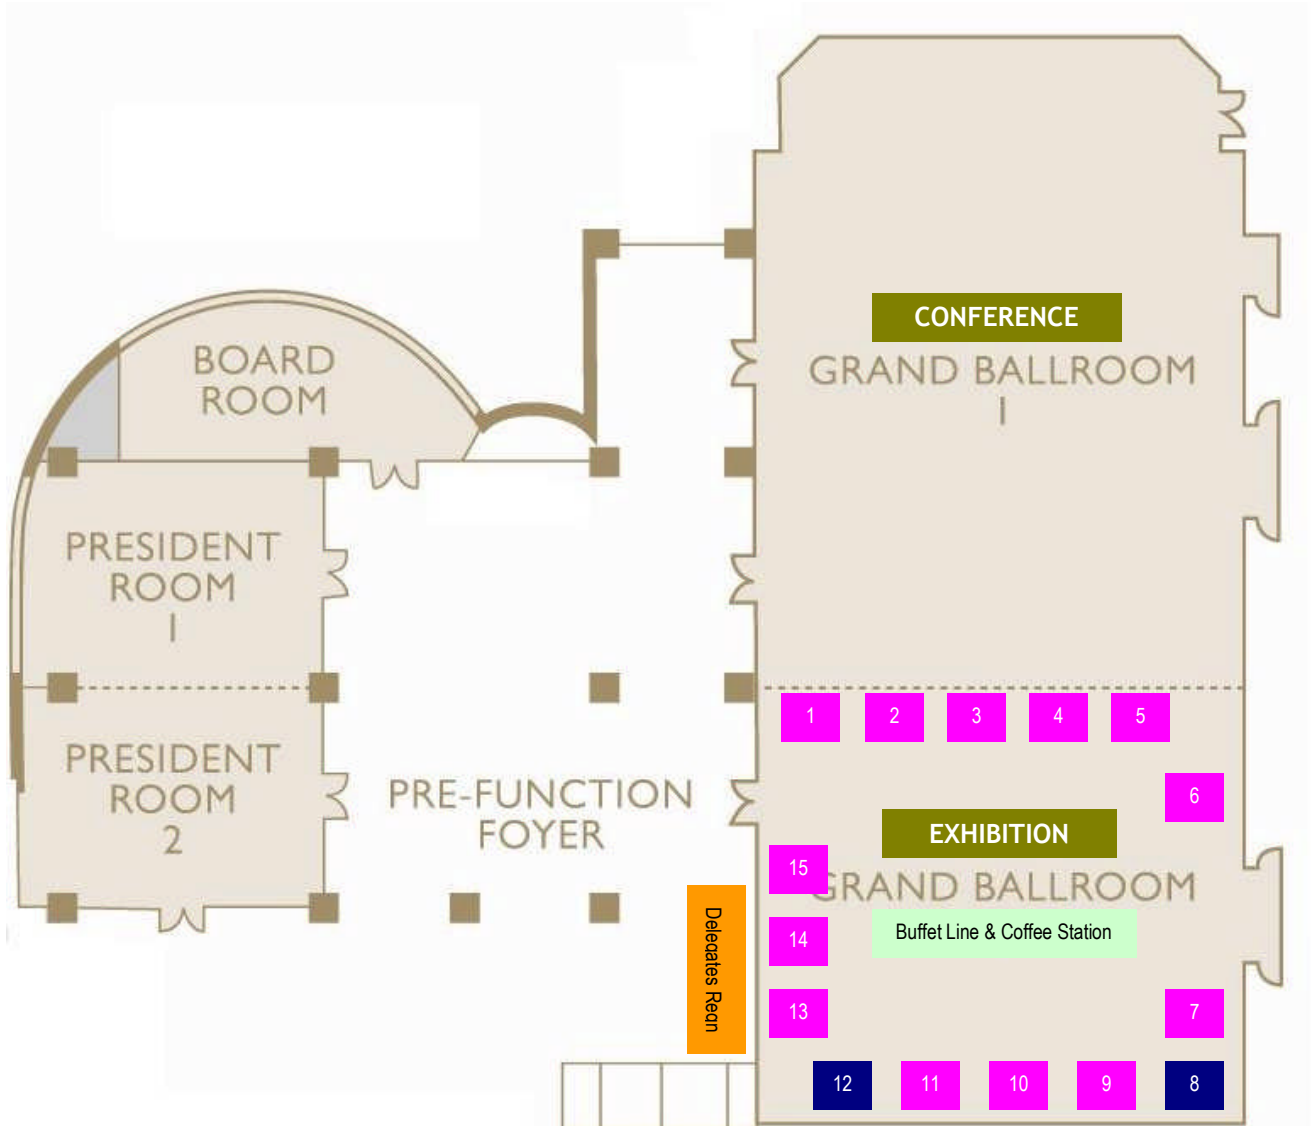 CONFERENCE
GRAND BALLROOM
I
BOARD
ROOM
PRESIDENT
ROOM
I
PRESIDENT
ROOM
2
PRE-FUNCTION
FOYER
1 2 3 4 5
6
EXHIBITION
15
GRAND BALLROOM
14
Buffet Line & Coffee Station
Delegates Regn
13
7
12 11 10 9 8